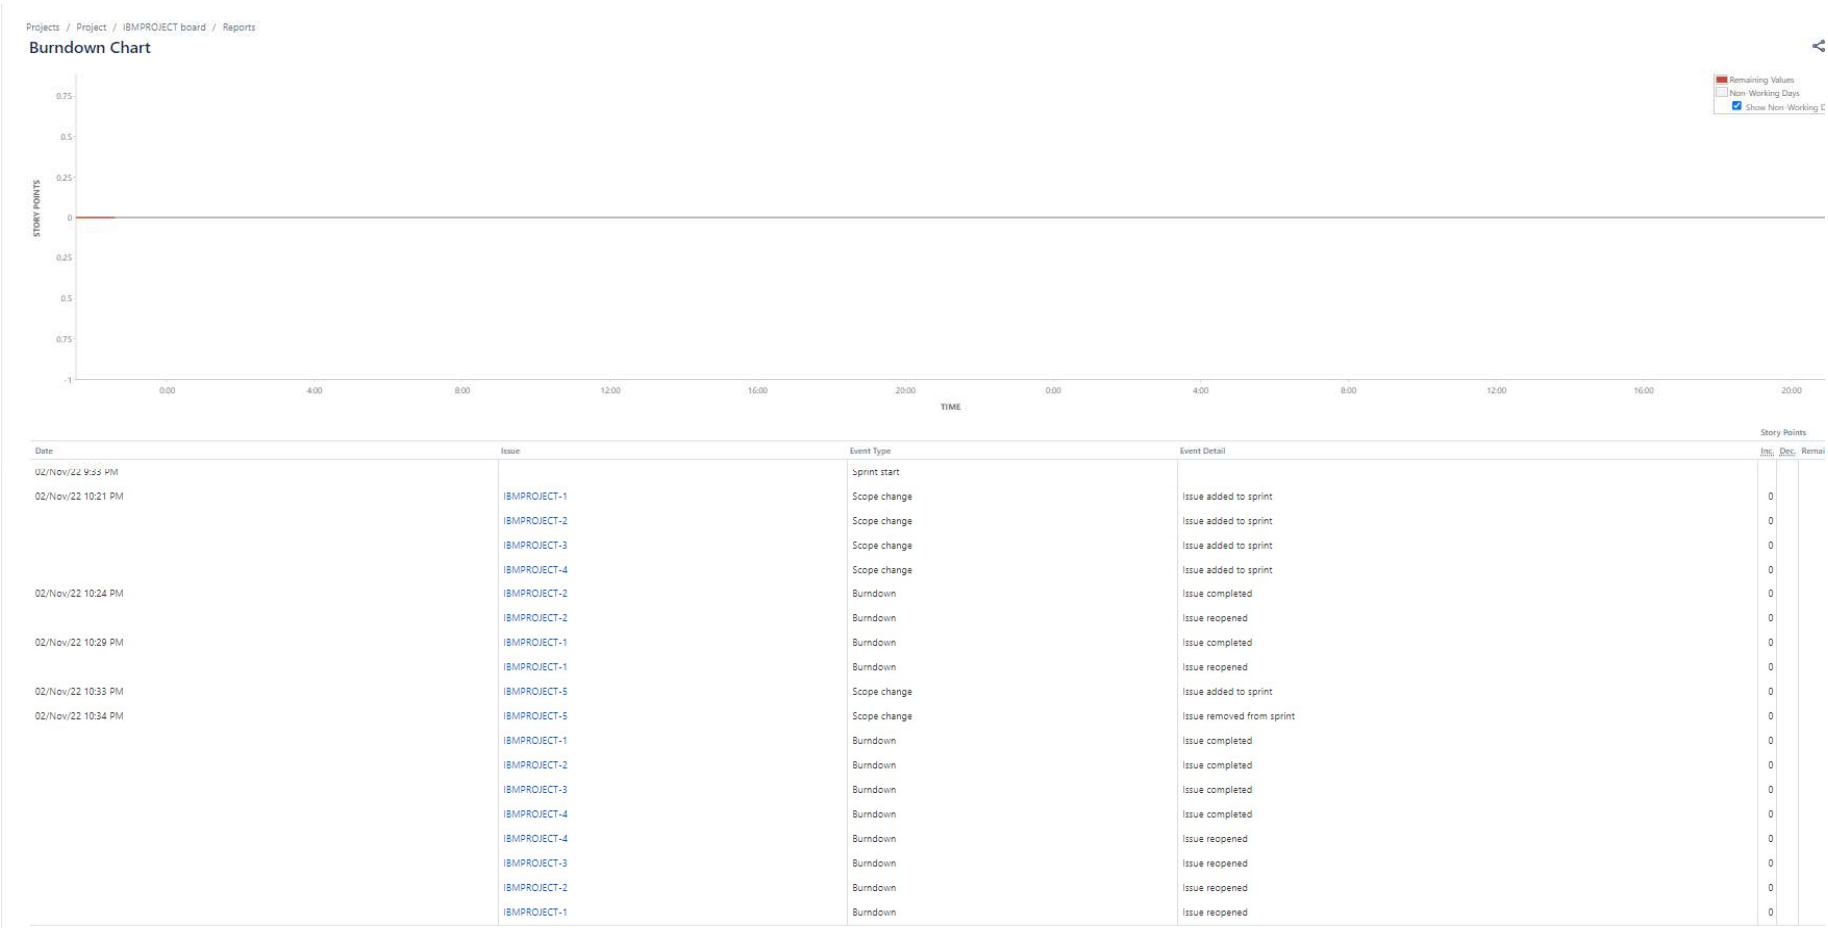 Projects / Project / IBMPROJECT board / Reports
Burndown Chart
Remaining Values
Non-Working Days
Show Non-Working D
STORY POINTS
0.75
0.5
0.25
0
0.25
0.5
0.75
-1
0:00 4:00 8:00 12:00 16:00 20:00 0:00 4:00 8:00 12:00 16:00 20:00
TIME
Story Points
Date Issue Event Type Event Detail Inc. Dec. Remai
02/Nov/22 9:33 PM Sprint start
02/Nov/22 10:21 PM IBMPROJECT-1 Scope change Issue added to sprint 0
IBMPROJECT-2 Scope change Issue added to sprint 0
IBMPROJECT-3 Scope change Issue added to sprint 0
IBMPROJECT-4 Scope change Issue added to sprint 0
02/Nov/22 10:24 PM IBMPROJECT-2 Burndown Issue completed 0
IBMPROJECT-2 Burndown Issue reopened 0
02/Nov/22 10:29 PM IBMPROJECT-1 Burndown Issue completed 0
IBMPROJECT-1 Burndown Issue reopened 0
02/Nov/22 10:33 PM IBMPROJECT-5 Scope change Issue added to sprint 0
02/Nov/22 10:34 PM IBMPROJECT-5 Scope change Issue removed from sprint 0
IBMPROJECT-1 Burndown Issue completed 0
IBMPROJECT-2 Burndown Issue completed 0
IBMPROJECT-3 Burndown Issue completed 0
IBMPROJECT-4 Burndown Issue completed 0
IBMPROJECT-4 Burndown Issue reopened 0
IBMPROJECT-3 Burndown Issue reopened 0
IBMPROJECT-2 Burndown Issue reopened 0
IBMPROJECT-1 Burndown Issue reopened 0